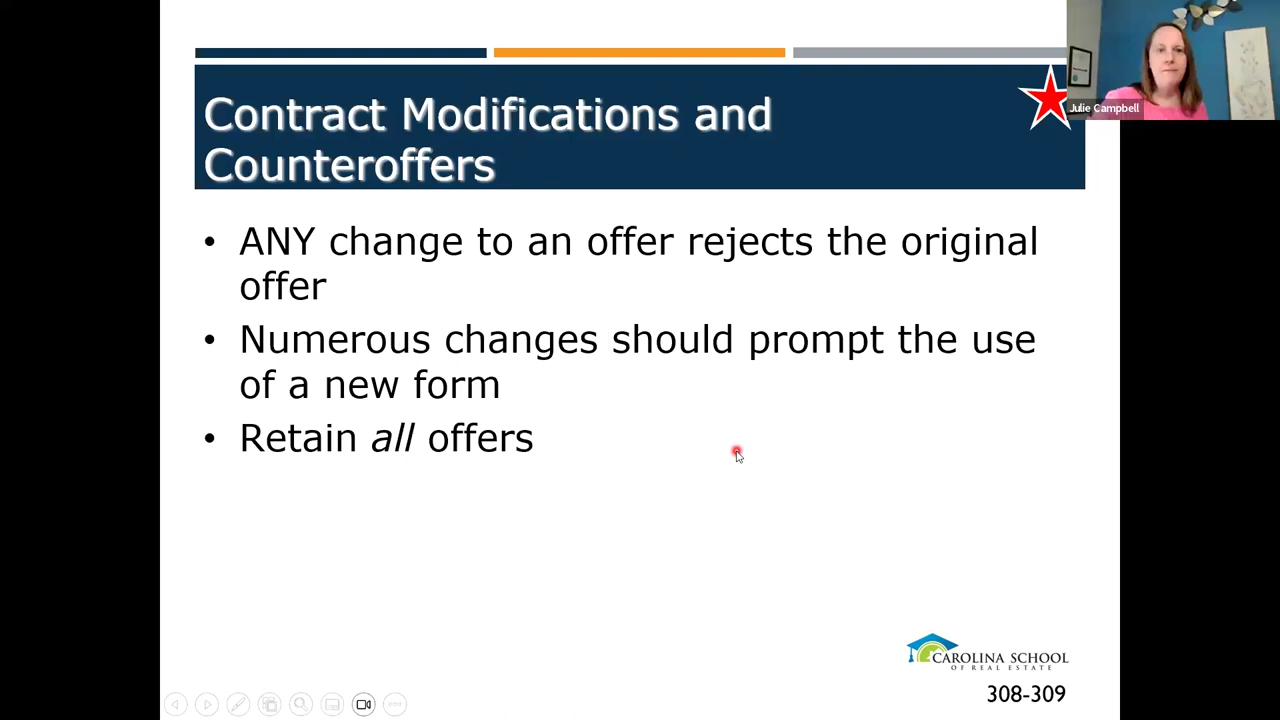 Julie Campbell
Contract Modifications and
Counteroffers
• ANY change to an offer rejects the original
offer
• Numerous changes should prompt the use
of a new form
• Retain all offers
CAROLINA SCHOOL
OF REAL ESTATE
308-309